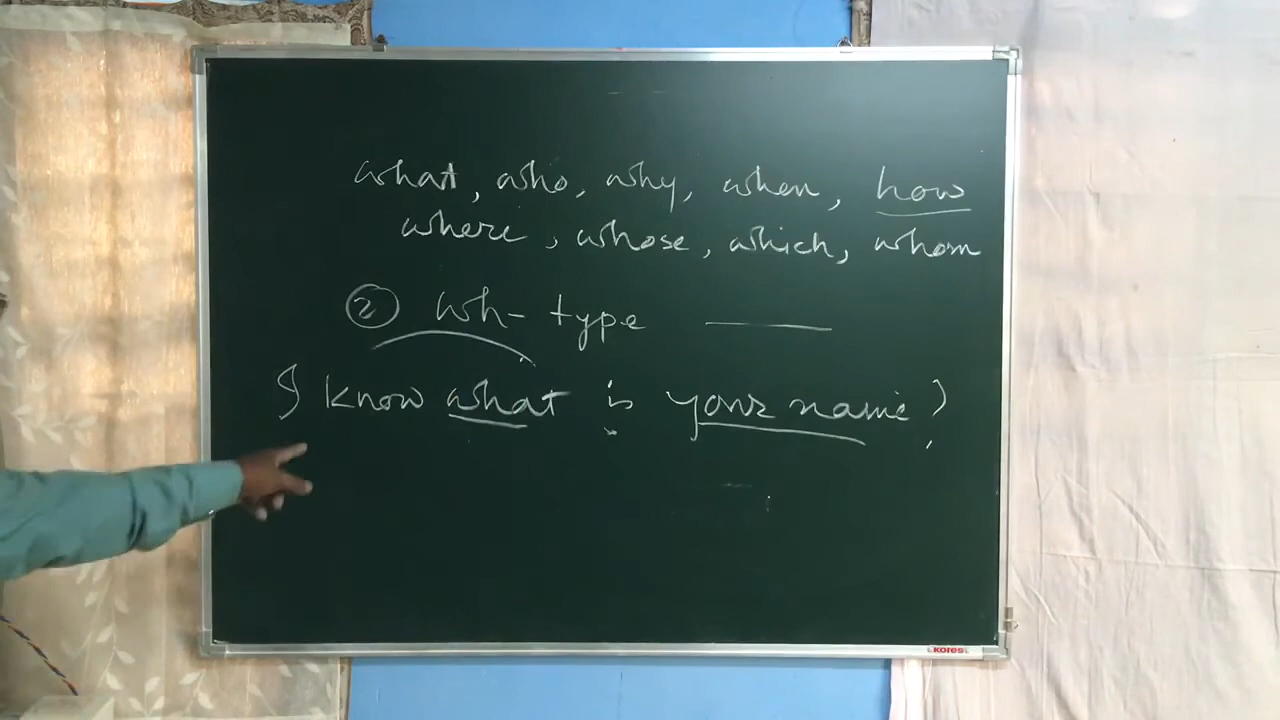 what, who, why, when, how
where, whose, which, whom
2 wh- type
I know what is your name?
KORES